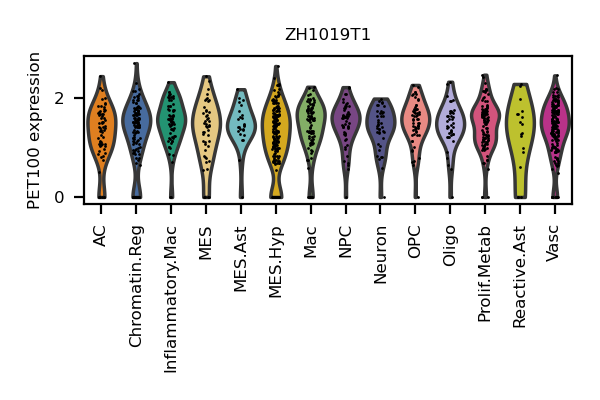 ZH1019T1
PET100 expression
2
0
AC
Chromatin.Reg
Inflammatory.Mac
MES
MES.Ast
MES.Hyp
Mac
NPC
Neuron
OPC
Oligo
Prolif.Metab
Reactive.Ast
Vasc